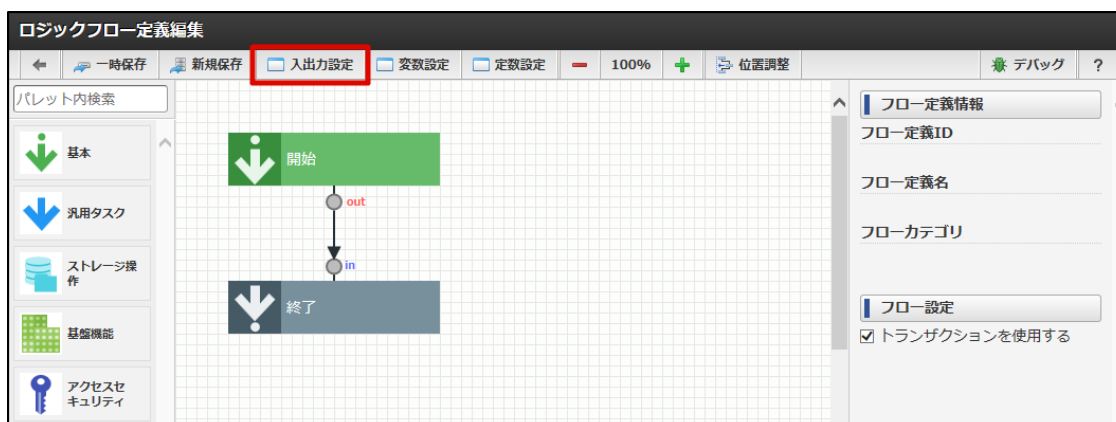 ロジックフロー定義編集
一時保存 新規保存 入出力設定 変数設定 定数設定 100% 位置調整 デバッグ ?
パレット内検索
基本
汎用タスク
ストレージ操
作
基盤機能
アクセスセ
キュリティ
開始
out
in
終了
フロー定義情報
フロー定義ID
フロー定義名
フローカテゴリ
フロー設定
トランザクションを使用する